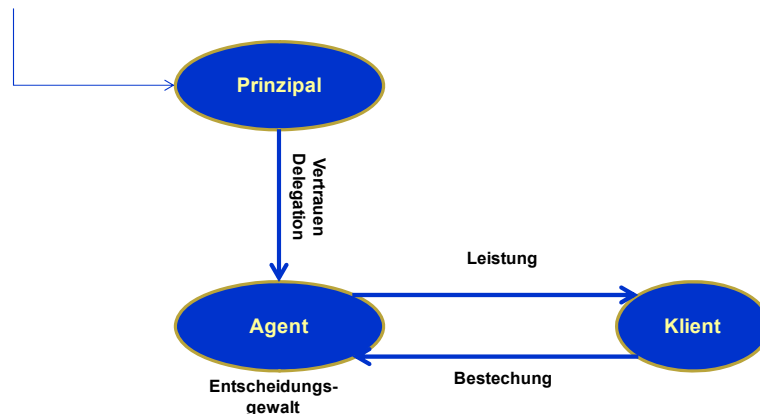 Prinzipal
Vertrauen
Delegation
Leistung
Agent
Klient
Bestechung
Entscheidungs-
gewalt